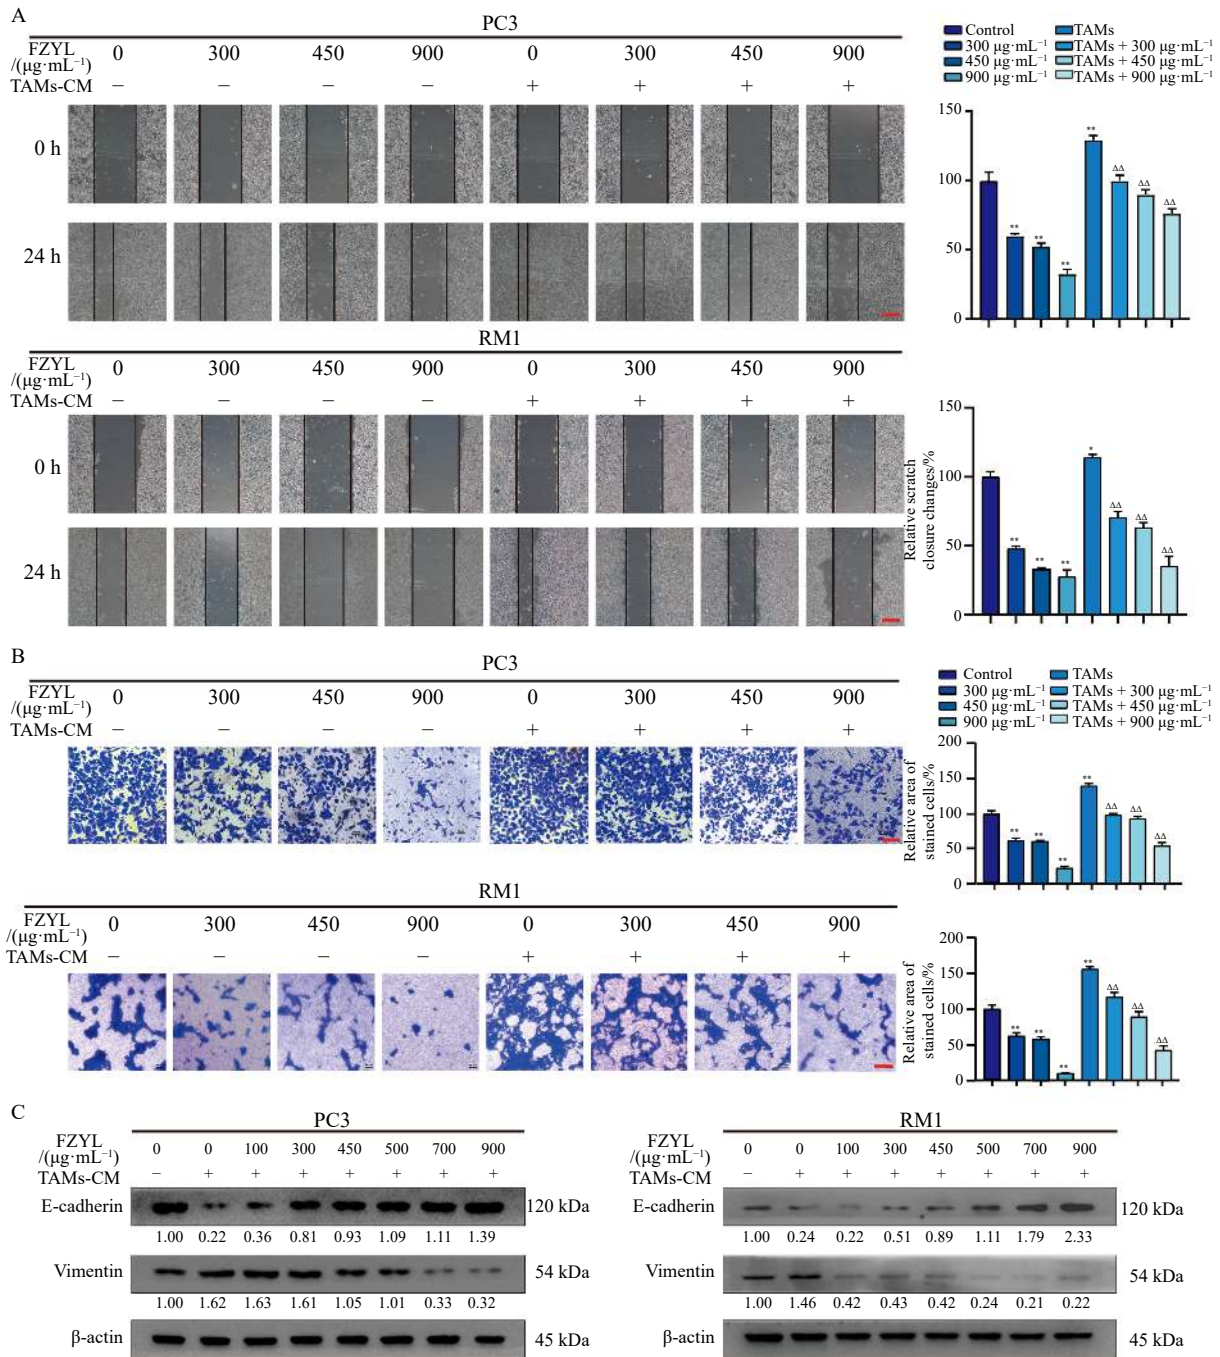 A
PC3
FZYL /(μg·mL⁻¹) 0 300 450 900 0 300 450 900
TAMs-CM − − − − + + + +
0 h
24 h
Control TAMs
300 μg·mL⁻¹ TAMs + 300 μg·mL⁻¹
450 μg·mL⁻¹ TAMs + 450 μg·mL⁻¹
900 μg·mL⁻¹ TAMs + 900 μg·mL⁻¹
150
100
50
0
** ** ** ** ΔΔ ΔΔ ΔΔ
RM1
FZYL /(μg·mL⁻¹) 0 300 450 900 0 300 450 900
TAMs-CM − − − − + + + +
0 h
24 h
Relative scratch
closure changes/%
150
100
50
0
** ** ** * ΔΔ ΔΔ ΔΔ
B
PC3
FZYL /(μg·mL⁻¹) 0 300 450 900 0 300 450 900
TAMs-CM − − − − + + + +
Control TAMs
300 μg·mL⁻¹ TAMs + 300 μg·mL⁻¹
450 μg·mL⁻¹ TAMs + 450 μg·mL⁻¹
900 μg·mL⁻¹ TAMs + 900 μg·mL⁻¹
Relative area of
stained cells/%
200
150
100
50
0
** ** ** ** ΔΔ ΔΔ ΔΔ
RM1
FZYL /(μg·mL⁻¹) 0 300 450 900 0 300 450 900
TAMs-CM − − − − + + + +
Relative area of
stained cells/%
200
150
100
50
0
** ** ** ** ΔΔ ΔΔ ΔΔ
C
PC3
FZYL /(μg·mL⁻¹) 0 0 100 300 450 500 700 900
TAMs-CM − + + + + + + +
E-cadherin 120 kDa
1.00 0.22 0.36 0.81 0.93 1.09 1.11 1.39
Vimentin 54 kDa
1.00 1.62 1.63 1.61 1.05 1.01 0.33 0.32
β-actin 45 kDa
RM1
FZYL /(μg·mL⁻¹) 0 0 100 300 450 500 700 900
TAMs-CM − + + + + + + +
E-cadherin 120 kDa
1.00 0.24 0.22 0.51 0.89 1.11 1.79 2.33
Vimentin 54 kDa
1.00 1.46 0.42 0.43 0.42 0.24 0.21 0.22
β-actin 45 kDa